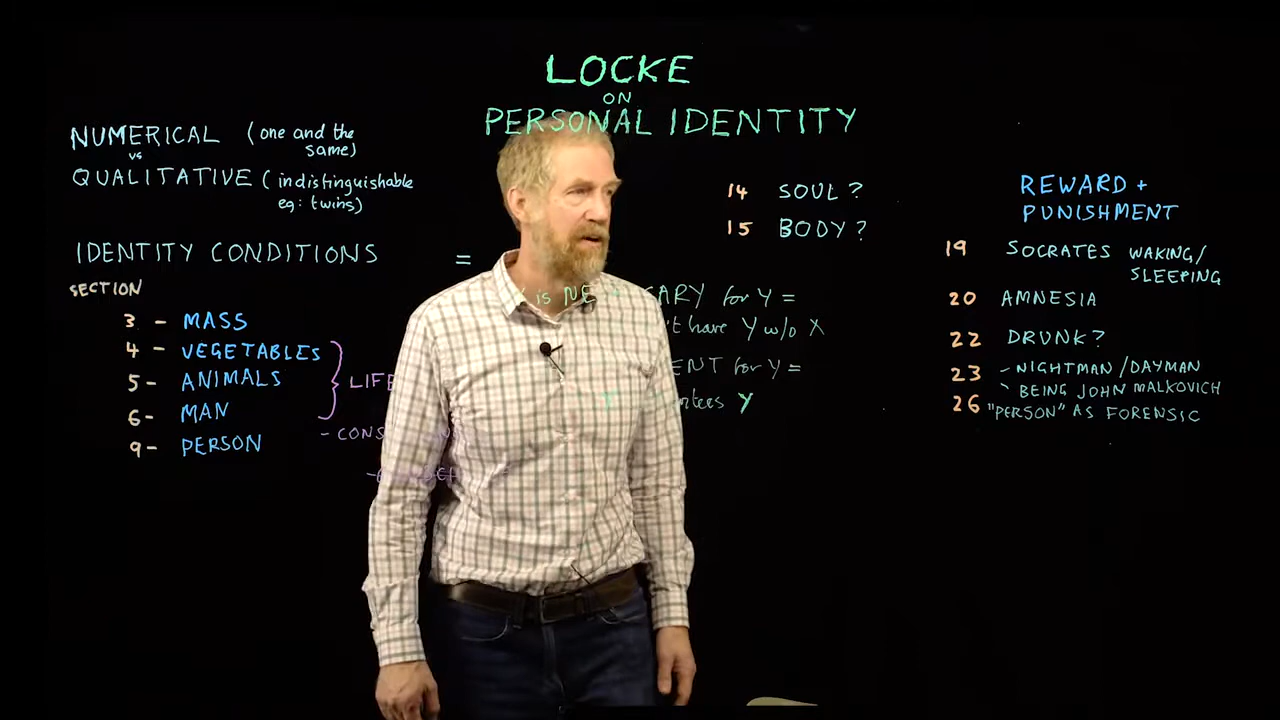 LOCKE
ON
PERSONAL IDENTITY
NUMERICAL (one and the
same)
vs
QUALITATIVE (indistinguishable
eg: twins)
IDENTITY CONDITIONS =
SECTION
3 - MASS
4 - VEGETABLES
5- ANIMALS
6- MAN
LIFE
9- PERSON
is for Y =
have Y w/o X
for Y =
Y
14 SOUL?
15 BODY?
REWARD +
PUNISHMENT
19 SOCRATES WAKING/
SLEEPING
20 AMNESIA
22 DRUNK?
23 - NIGHTMAN/DAYMAN
- BEING JOHN MALKOVICH
26 "PERSON" AS FORENSIC